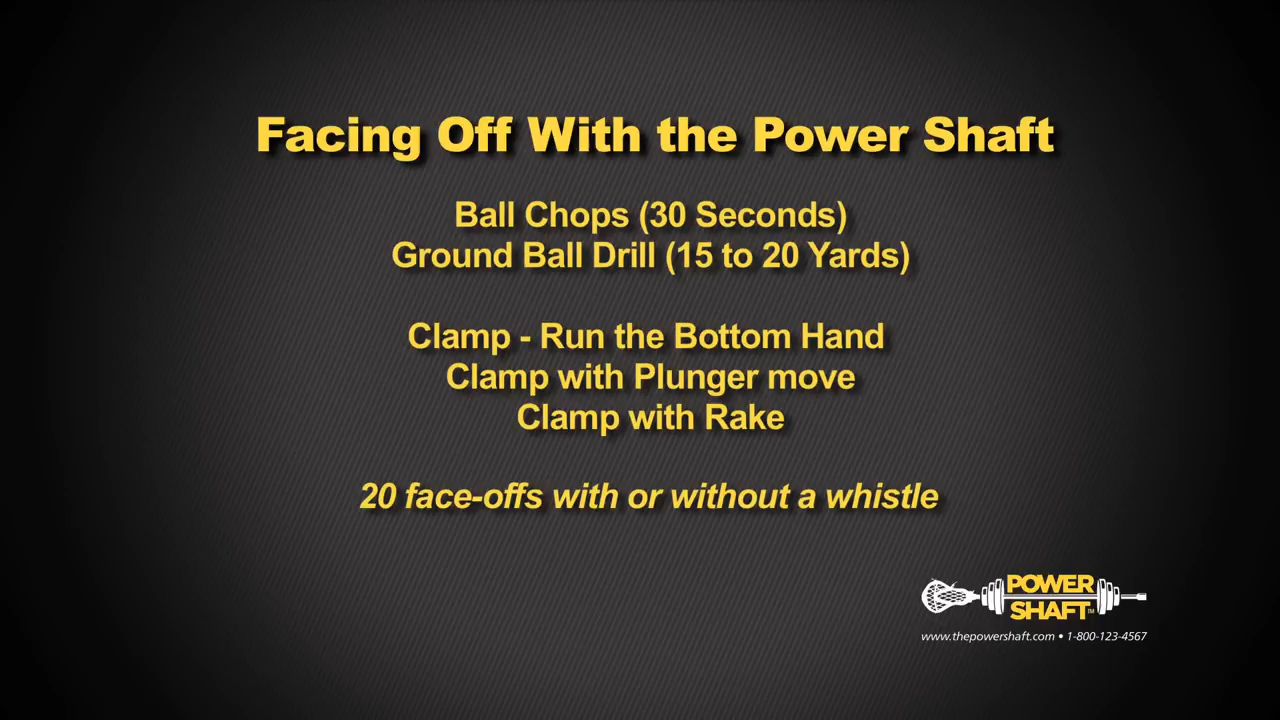 Facing Off With the Power Shaft
Ball Chops (30 Seconds)
Ground Ball Drill (15 to 20 Yards)
Clamp - Run the Bottom Hand
Clamp with Plunger move
Clamp with Rake
20 face-offs with or without a whistle
POWER
SHAFT™
www.thepowershaft.com • 1-800-123-4567